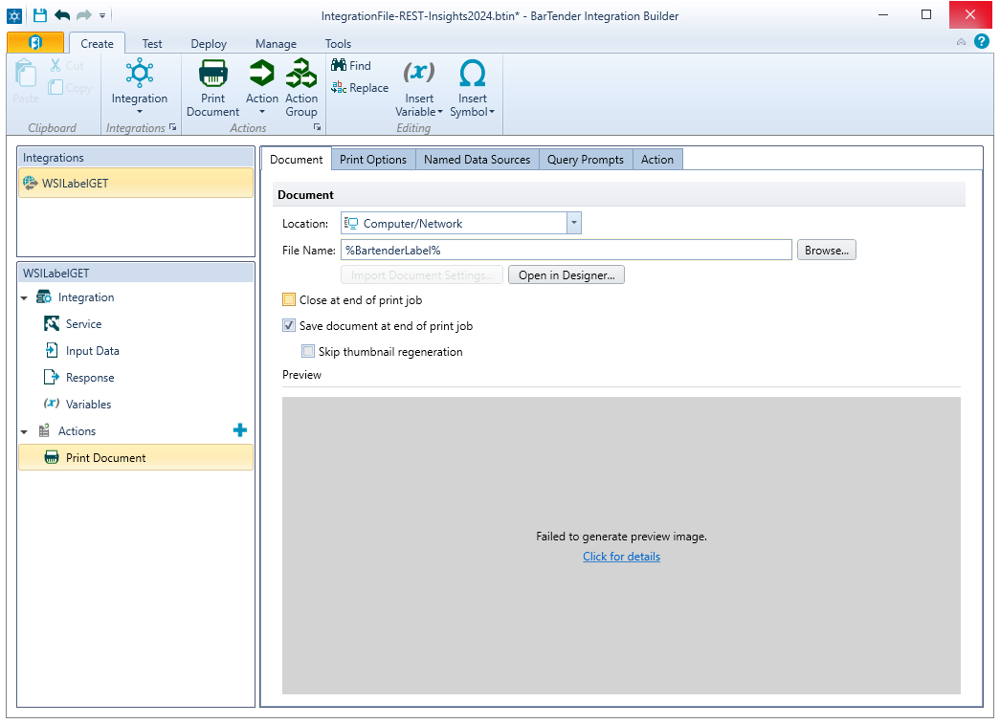 IntegrationFile-REST-Insights2024.btin* - BarTender Integration Builder
Create Test Deploy Manage Tools
Paste
Cut
Copy
Clipboard
Integration
Integrations
Print Document
Action
Action Group
Actions
Find
Replace
Insert Variable
Insert Symbol
Editing
Integrations
WSILabelGET
WSILabelGET
Integration
Service
Input Data
Response
Variables
Actions
Print Document
Document Print Options Named Data Sources Query Prompts Action
Document
Location: Computer/Network
File Name: %BartenderLabel% Browse...
Import Document Settings... Open in Designer...
Close at end of print job
Save document at end of print job
Skip thumbnail regeneration
Preview
Failed to generate preview image.
Click for details